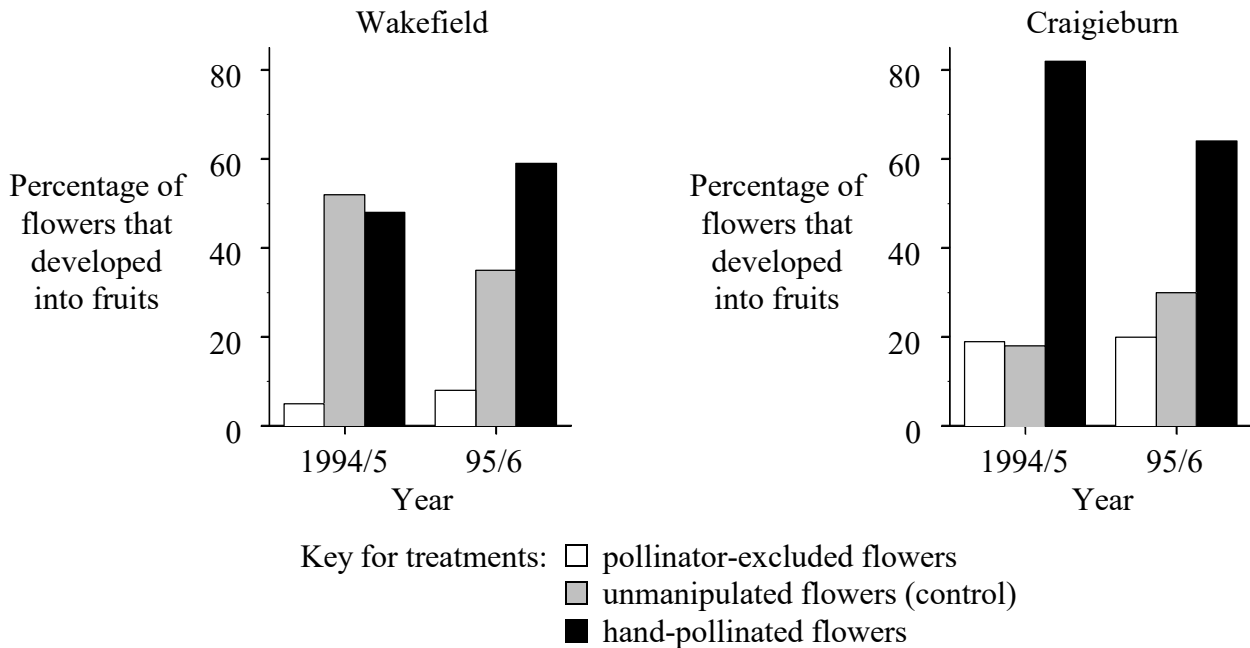 Wakefield
80
60
40
20
0
Percentage of
flowers that
developed
into fruits
1994/5 95/6
Year
Craigieburn
80
60
40
20
0
Percentage of
flowers that
developed
into fruits
1994/5 95/6
Year
Key for treatments: pollinator-excluded flowers
unmanipulated flowers (control)
hand-pollinated flowers